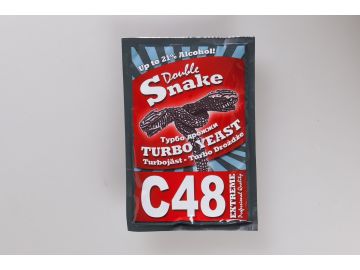 Up to 21% Alcohol!
Double
Snake
Турбо дрожжи
TURBO YEAST
Turbojäst - Turbo Drożdże
C48
EXTREME
Professional Quality